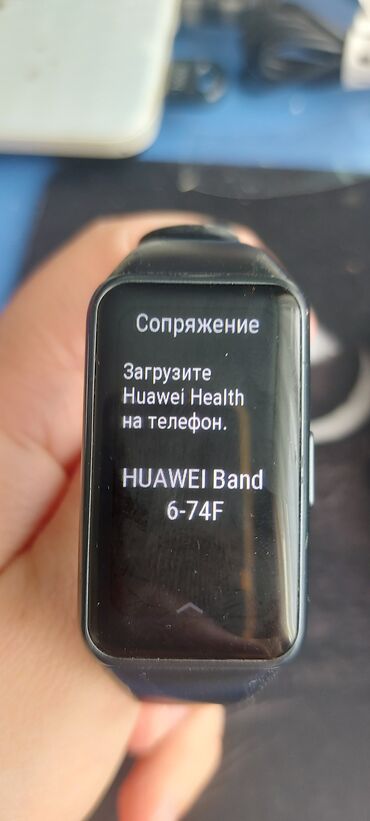 Сопряжение
Загрузите
Huawei Health
на телефон.
HUAWEI Band
6-74F